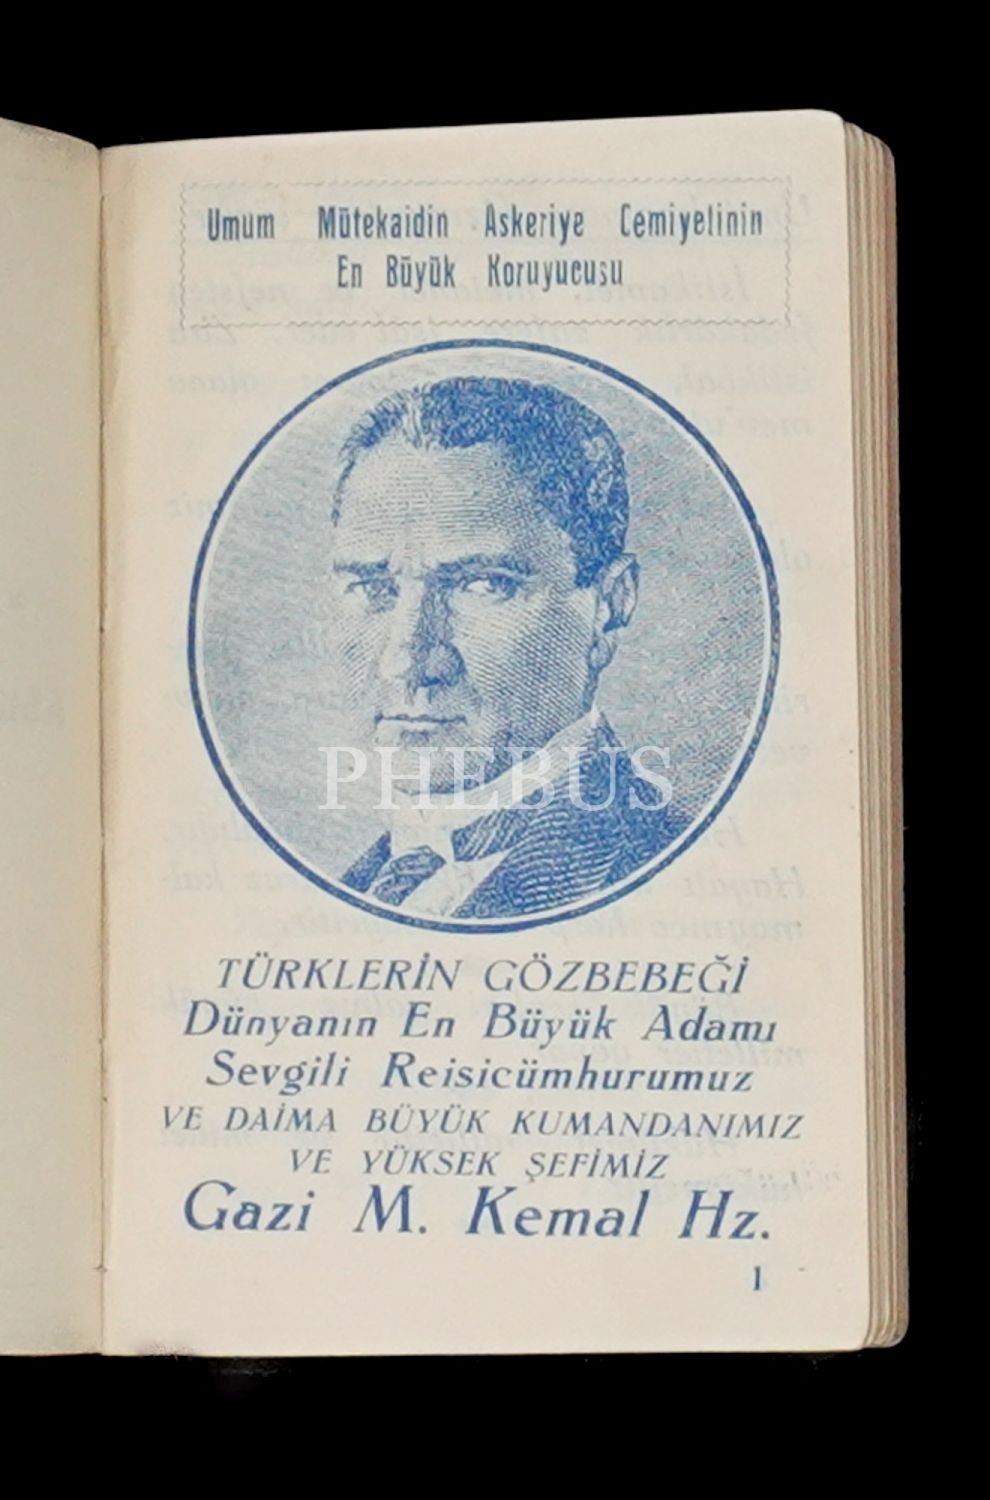 Umum Mütekaidin Askeriye Cemiyetinin
En Büyük Koruyucusu
PHEBUS
TÜRKLERİN GÖZBEBEĞİ
Dünyanın En Büyük Adamı
Sevgili Reisicümhurumuz
VE DAİMA BÜYÜK KUMANDANIMIZ
VE YÜKSEK ŞEFİMİZ
Gazi M. Kemal Hz.
1